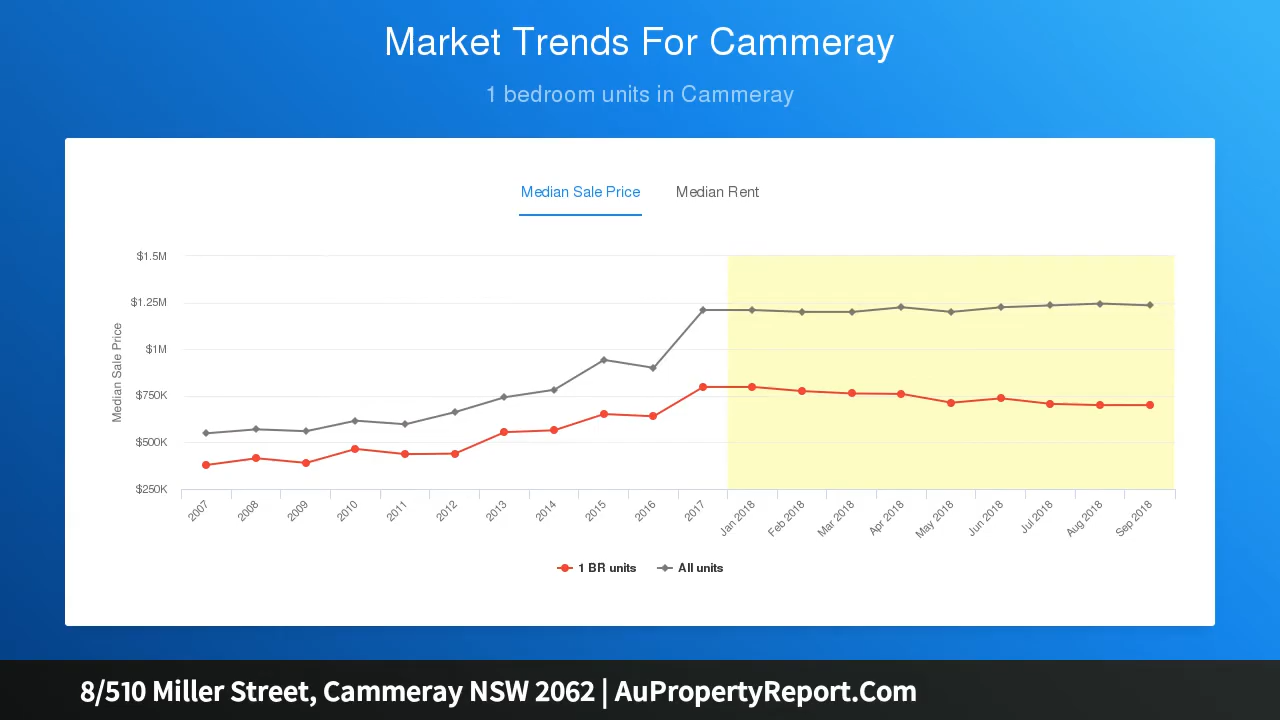 Market Trends For Cammeray
1 bedroom units in Cammeray
Median Sale Price Median Rent
$1.5M
$1.25M
$1M
$750K
$500K
$250K
Median Sale Price
2007 2008 2009 2010 2011 2012 2013 2014 2015 2016 2017 Jan 2018 Feb 2018 Mar 2018 Apr 2018 May 2018 Jun 2018 Jul 2018 Aug 2018 Sep 2018
1 BR units All units
8/510 Miller Street, Cammeray NSW 2062 | AuPropertyReport.Com